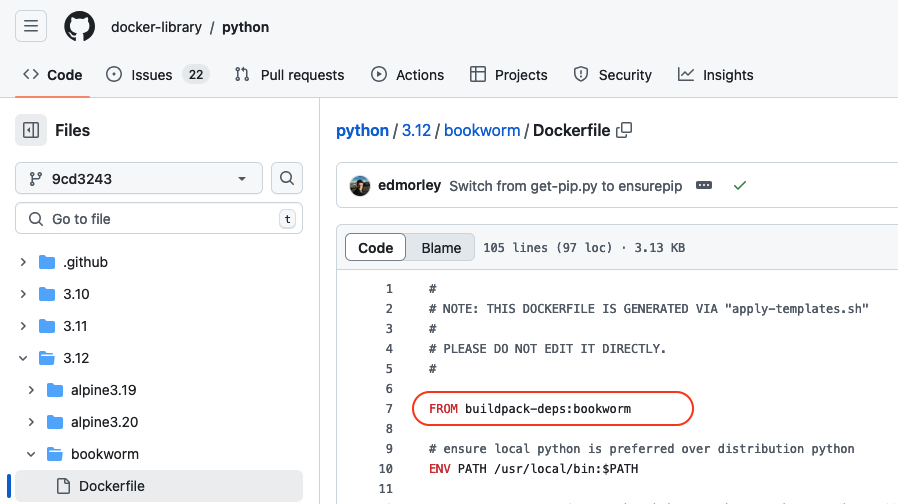 docker-library / python
Code Issues 22 Pull requests Actions Projects Security Insights
Files
9cd3243
Go to file t
.github
3.10
3.11
3.12
alpine3.19
alpine3.20
bookworm
Dockerfile
python / 3.12 / bookworm / Dockerfile
edmorley Switch from get-pip.py to ensurepip
Code Blame 105 lines (97 loc) · 3.13 KB
1 #
2 # NOTE: THIS DOCKERFILE IS GENERATED VIA "apply-templates.sh"
3 #
4 # PLEASE DO NOT EDIT IT DIRECTLY.
5 #
6
7 FROM buildpack-deps:bookworm
8
9 # ensure local python is preferred over distribution python
10 ENV PATH /usr/local/bin:$PATH
11